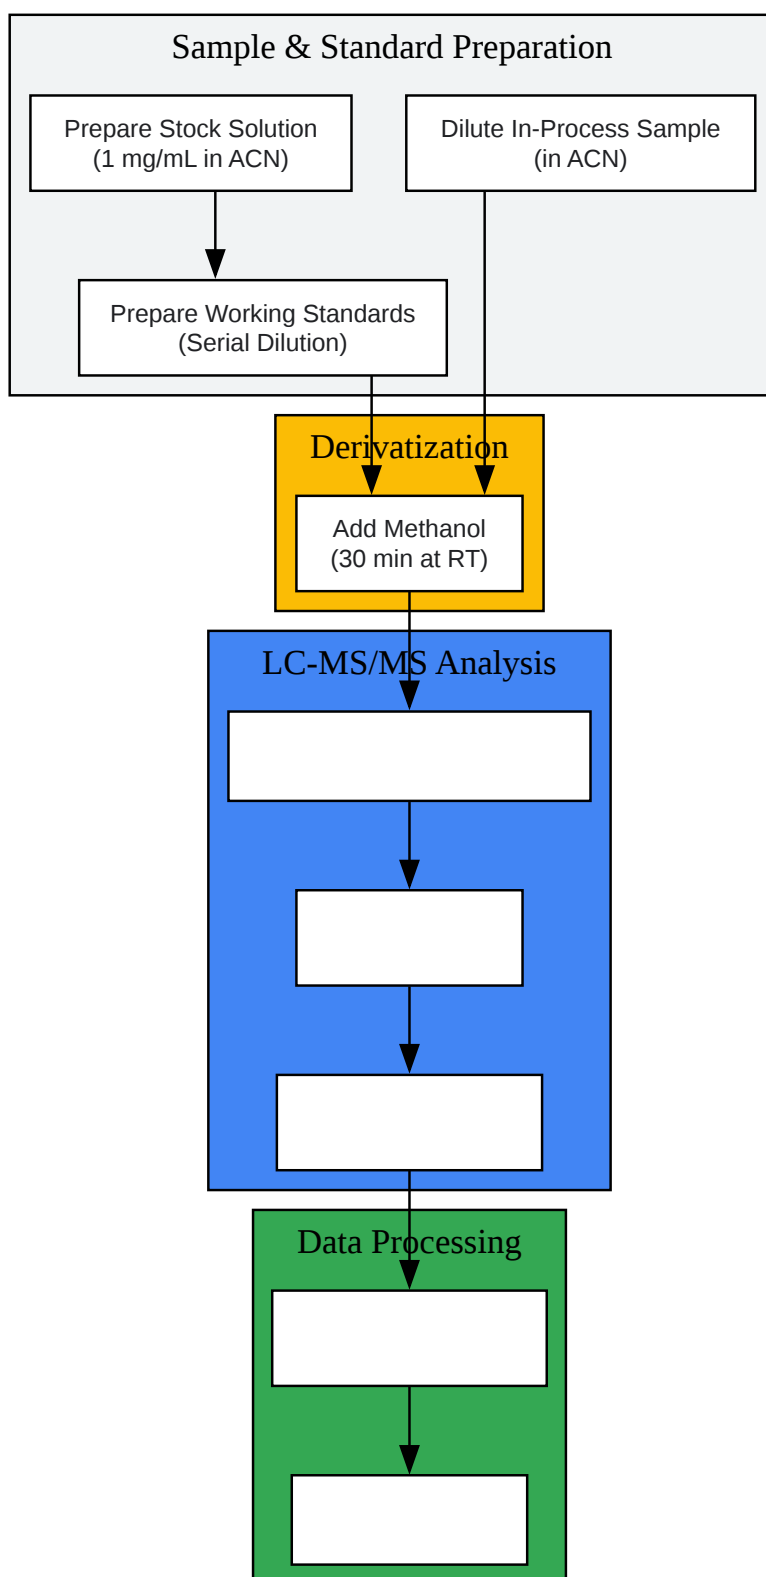 Sample & Standard Preparation
Prepare Stock Solution
(1 mg/mL in ACN)
Dilute In-Process Sample
(in ACN)
Prepare Working Standards
(Serial Dilution)
Derivatization
Add Methanol
(30 min at RT)
LC-MS/MS Analysis
Data Processing